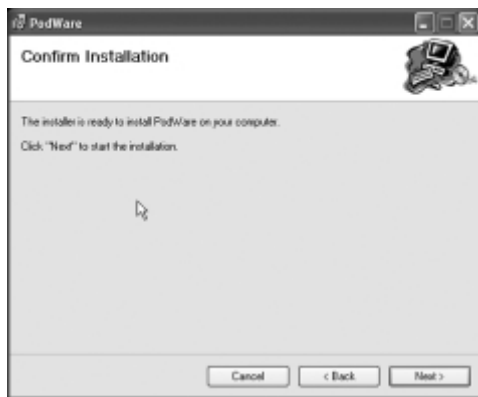 PodWare
Confirm Installation
The installer is ready to install PodWare on your computer.
Click "Next" to start the installation.
Cancel
< Back
Next >